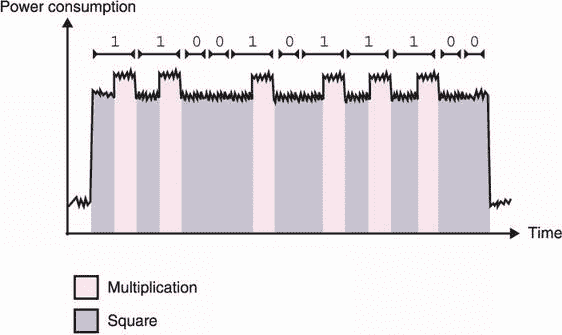 Power consumption
1 1 0 0 1 0 1 1 1 0 0
Time
Multiplication
Square